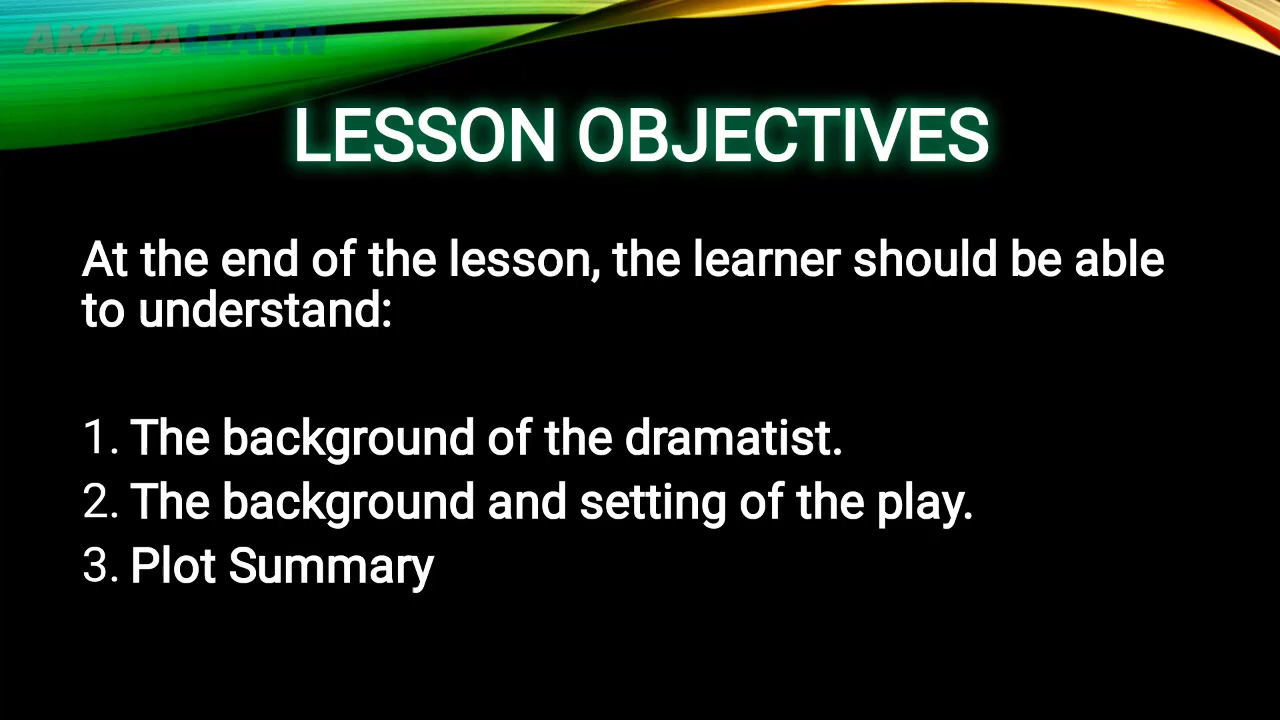 AKADALEARN
LESSON OBJECTIVES
At the end of the lesson, the learner should be able
to understand:
1. The background of the dramatist.
2. The background and setting of the play.
3. Plot Summary